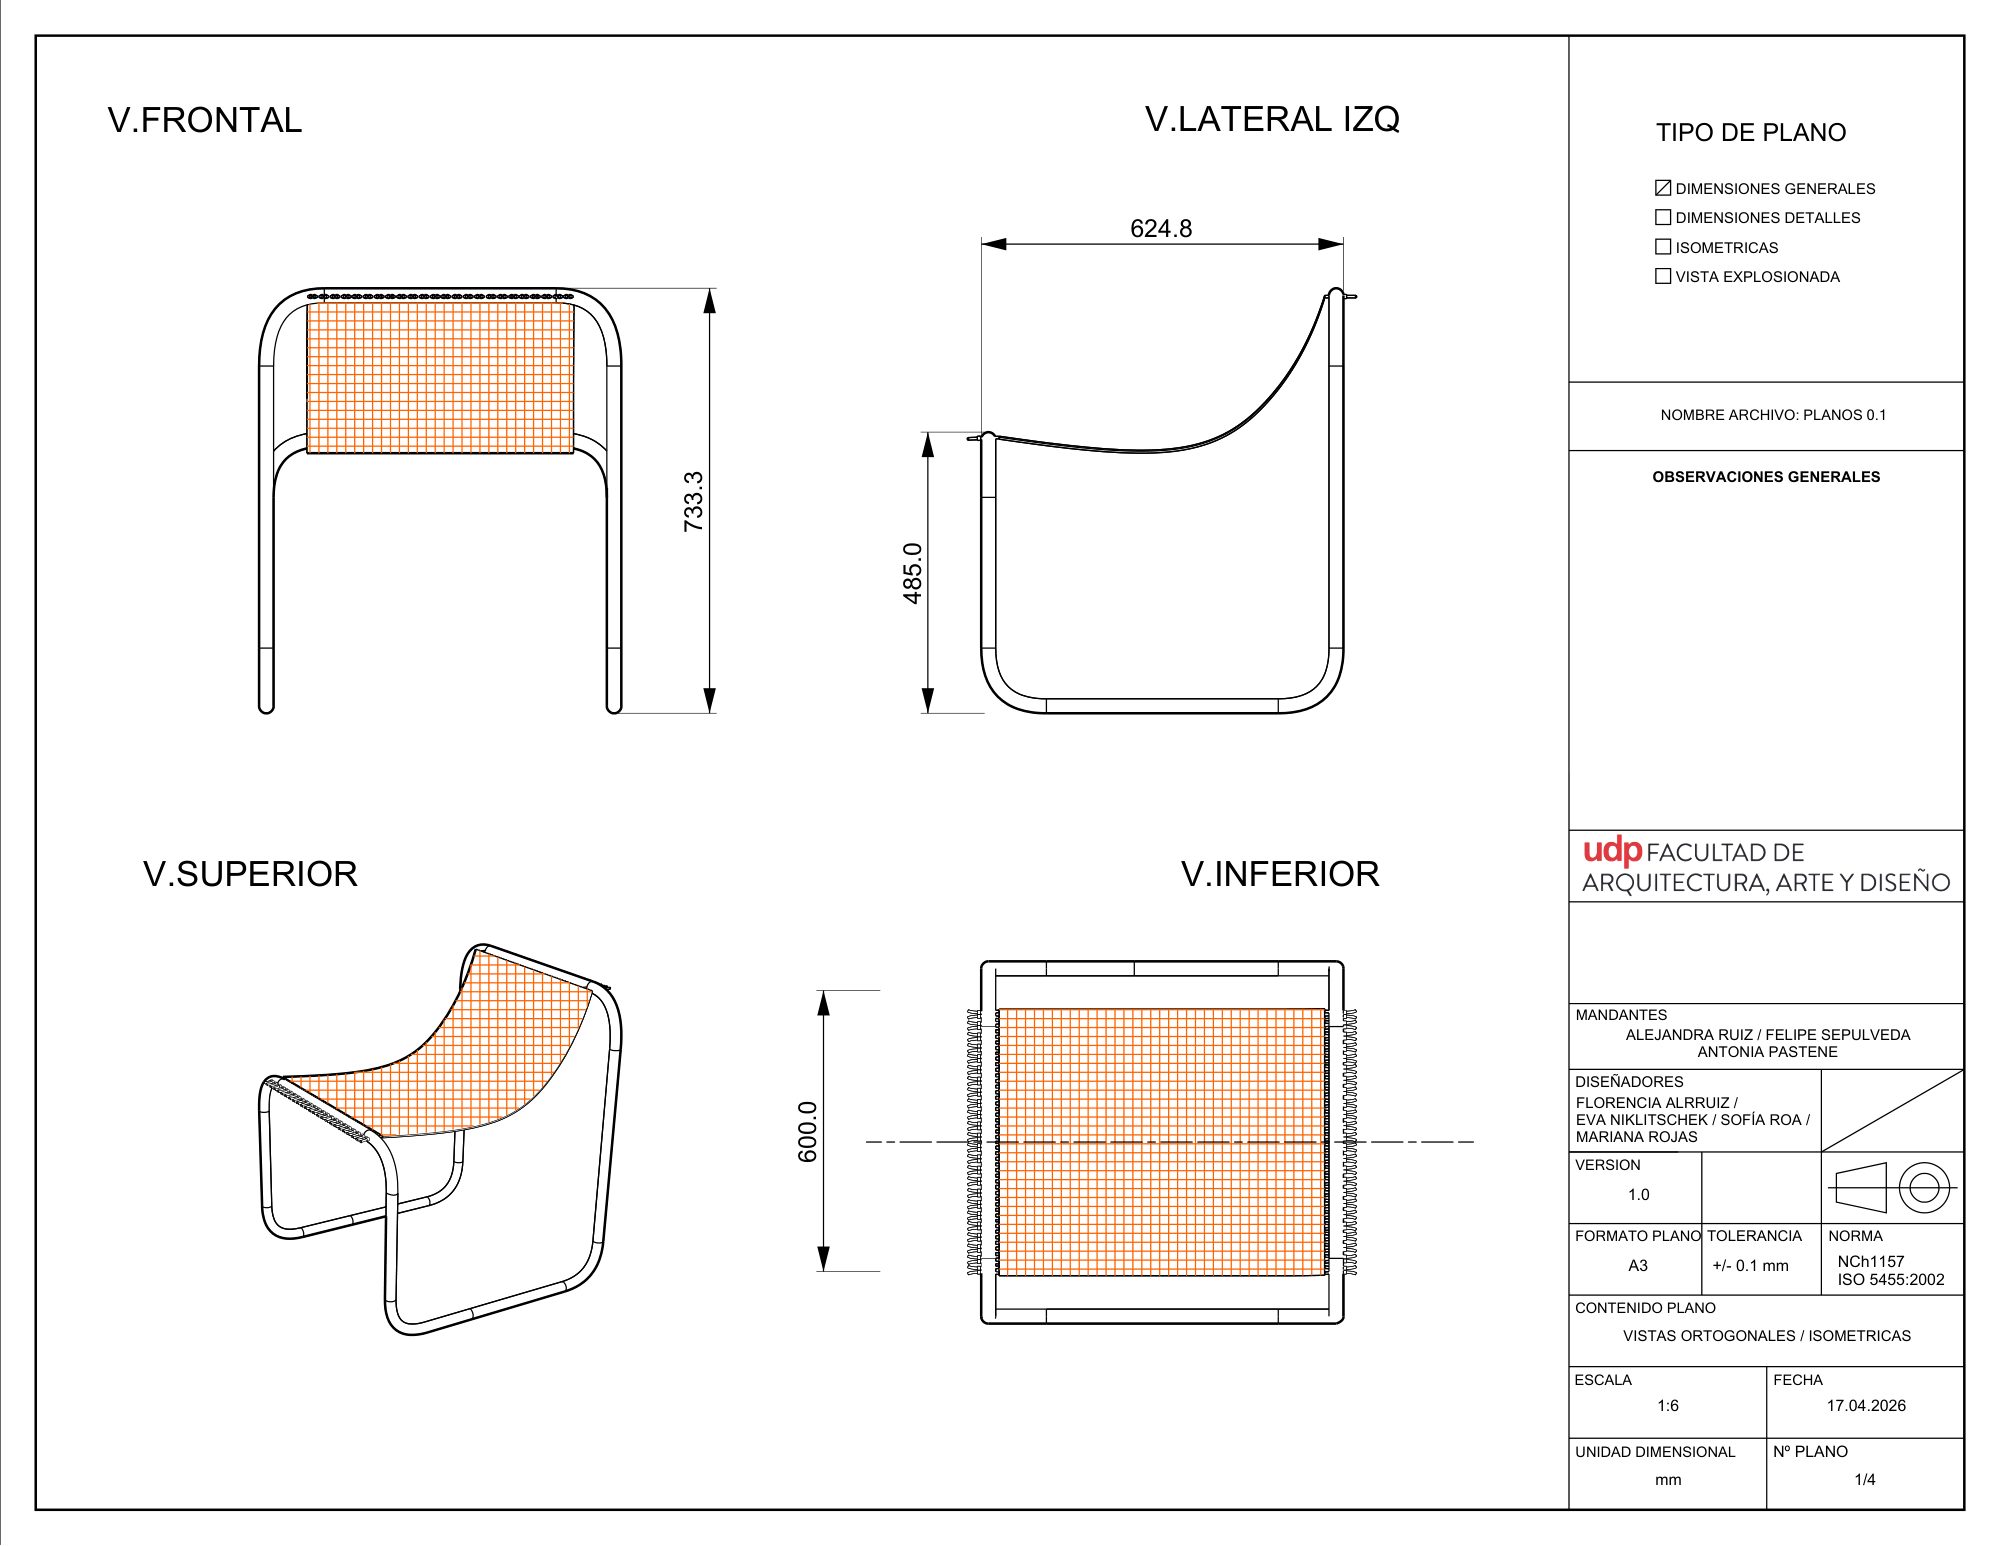 V.FRONTAL
V.LATERAL IZQ
624.8
733.3
485.0
V.SUPERIOR
V.INFERIOR
600.0
TIPO DE PLANO
DIMENSIONES GENERALES
DIMENSIONES DETALLES
ISOMETRICAS
VISTA EXPLOSIONADA
NOMBRE ARCHIVO: PLANOS 0.1
OBSERVACIONES GENERALES
udp FACULTAD DE
ARQUITECTURA, ARTE Y DISEÑO
MANDANTES
ALEJANDRA RUIZ / FELIPE SEPULVEDA
ANTONIA PASTENE
DISEÑADORES
FLORENCIA ALRRUIZ /
EVA NIKLITSCHEK / SOFÍA ROA /
MARIANA ROJAS
VERSION
1.0
FORMATO PLANO
A3
TOLERANCIA
+/- 0.1 mm
NORMA
NCh1157
ISO 5455:2002
CONTENIDO PLANO
VISTAS ORTOGONALES / ISOMETRICAS
ESCALA
1:6
FECHA
17.04.2026
UNIDAD DIMENSIONAL
mm
Nº PLANO
1/4